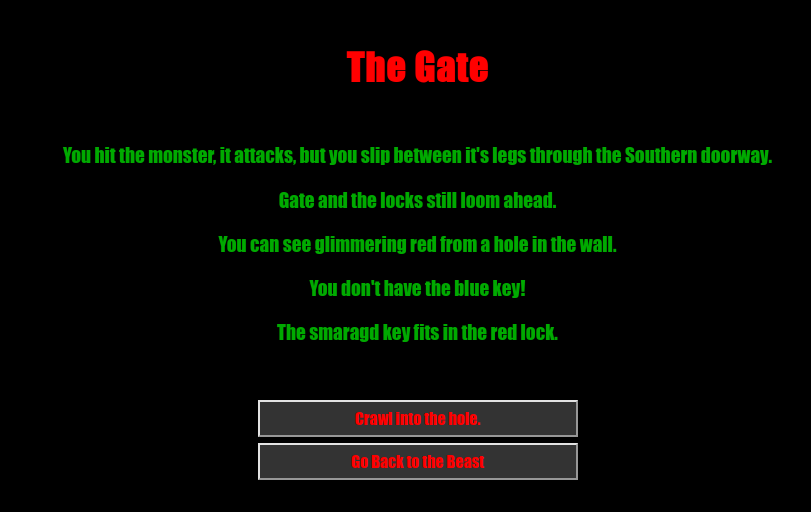 The Gate
You hit the monster, it attacks, but you slip between it's legs through the Southern doorway.
Gate and the locks still loom ahead.
You can see glimmering red from a hole in the wall.
You don't have the blue key!
The smaragd key fits in the red lock.
Crawl into the hole.
Go Back to the Beast